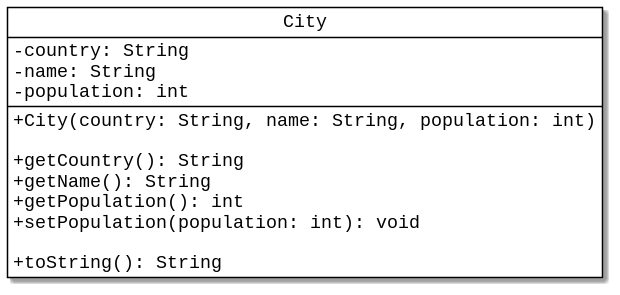 City
-country: String
-name: String
-population: int
+City(country: String, name: String, population: int)
+getCountry(): String
+getName(): String
+getPopulation(): int
+setPopulation(population: int): void
+toString(): String